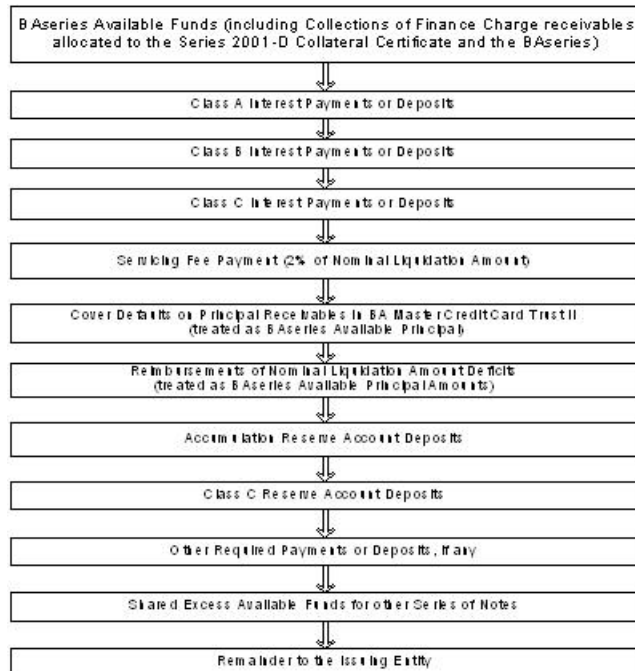 BAseries Available Funds (including Collections of Finance Charge receivables
allocated to the Series 2001-D Collateral Certificate and the BAseries)
Class A Interest Payments or Deposits
Class B Interest Payments or Deposits
Class C Interest Payments or Deposits
Servicing Fee Payment (2% of Nominal Liquidation Amount)
Cover Defaults on Principal Receivables in BA Master Credit Card Trust II
(treated as BAseries Available Principal)
Reimbursements of Nominal Liquidation Amount Deficits
(treated as BAseries Available Principal Amounts)
Accumulation Reserve Account Deposits
Class C Reserve Account Deposits
Other Required Payments or Deposits, if any
Shared Excess Available Funds for other Series of Notes
Remainder to the Issuing Entity